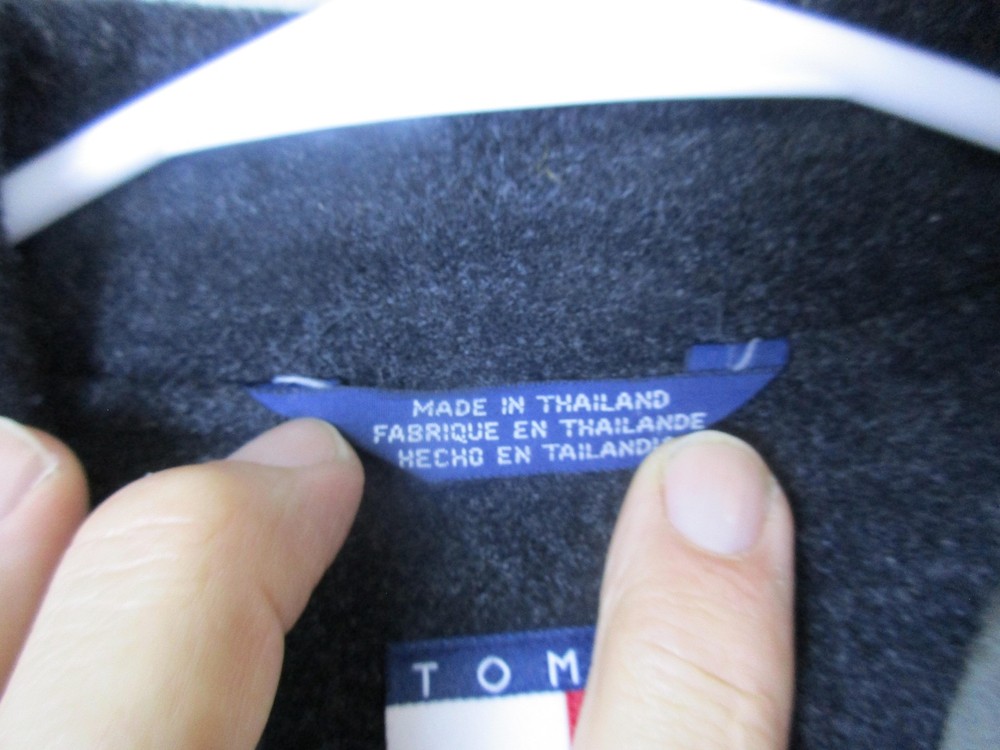 MADE IN THAILAND
FABRIQUE EN THAILANDE
HECHO EN
TOM